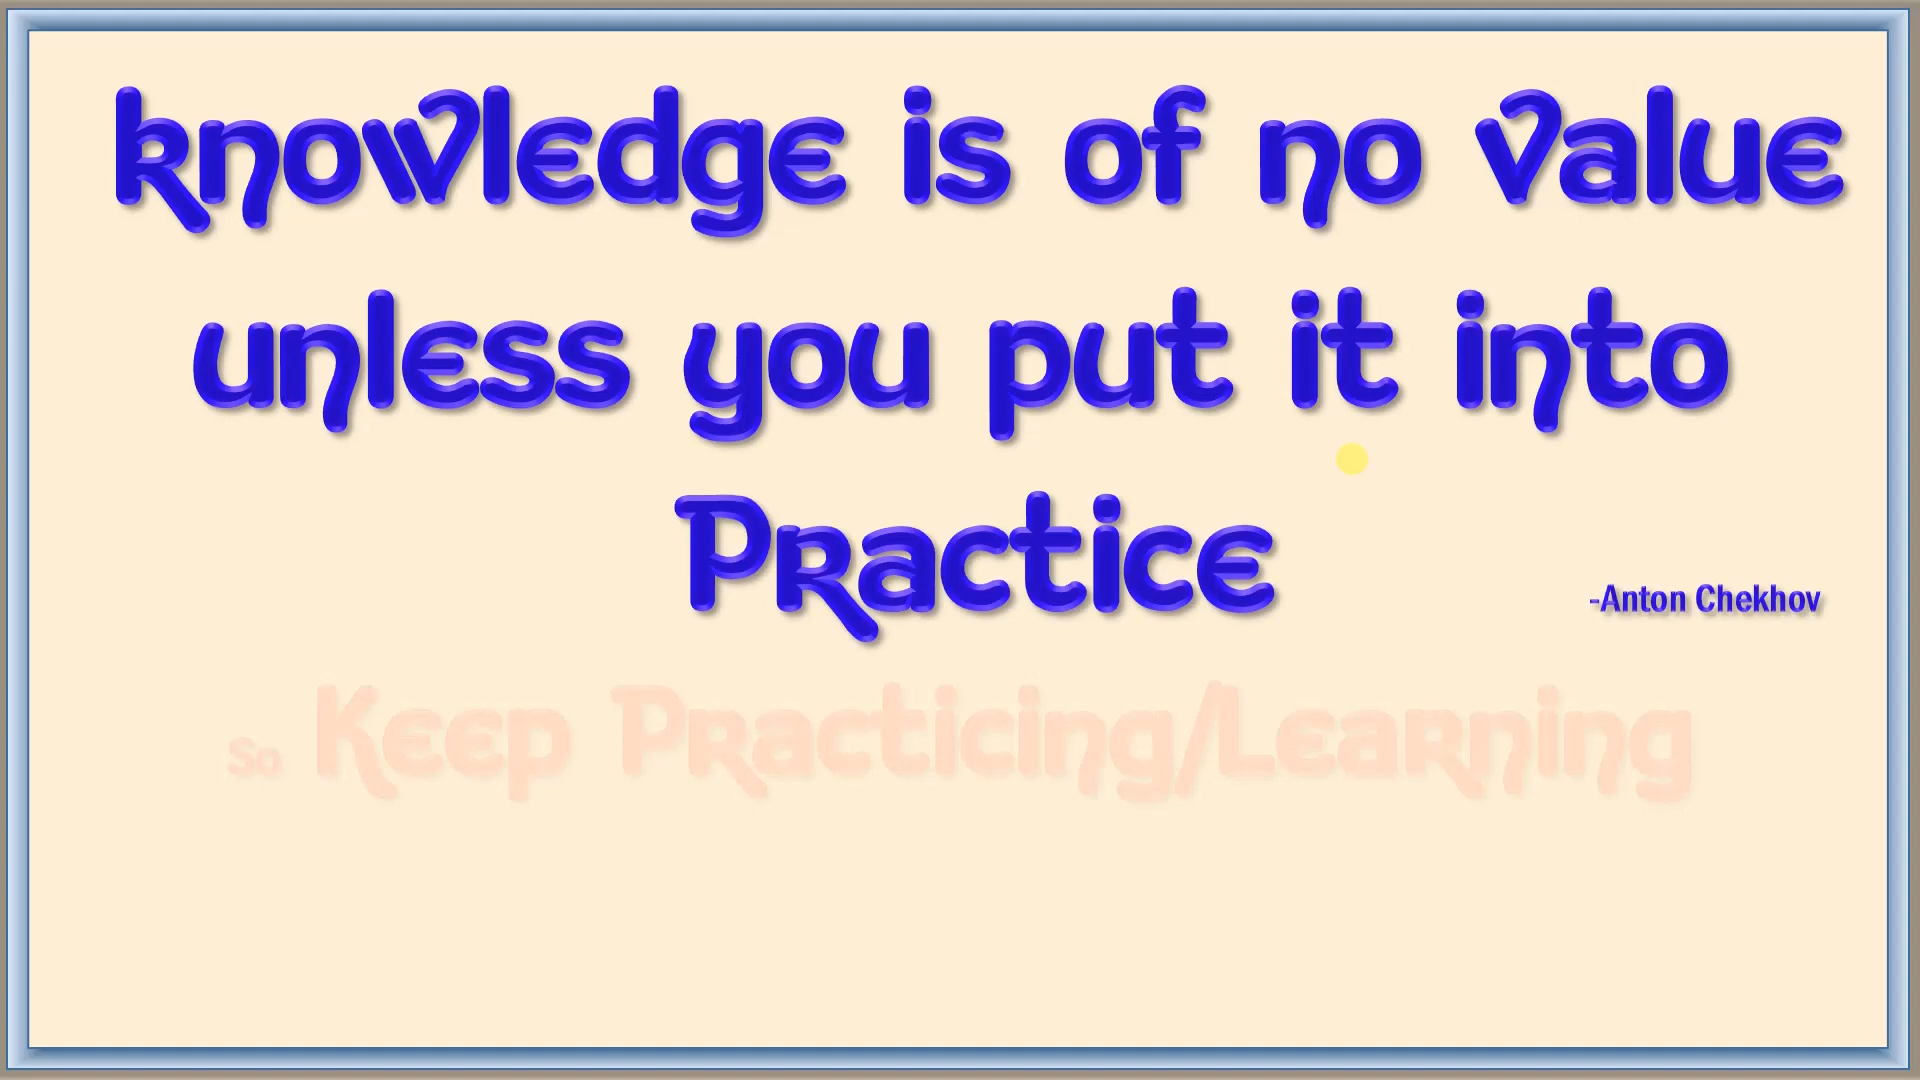 knowledge is of no value
unless you put it into
Practice
-Anton Chekhov
So Keep Practicing/Learning